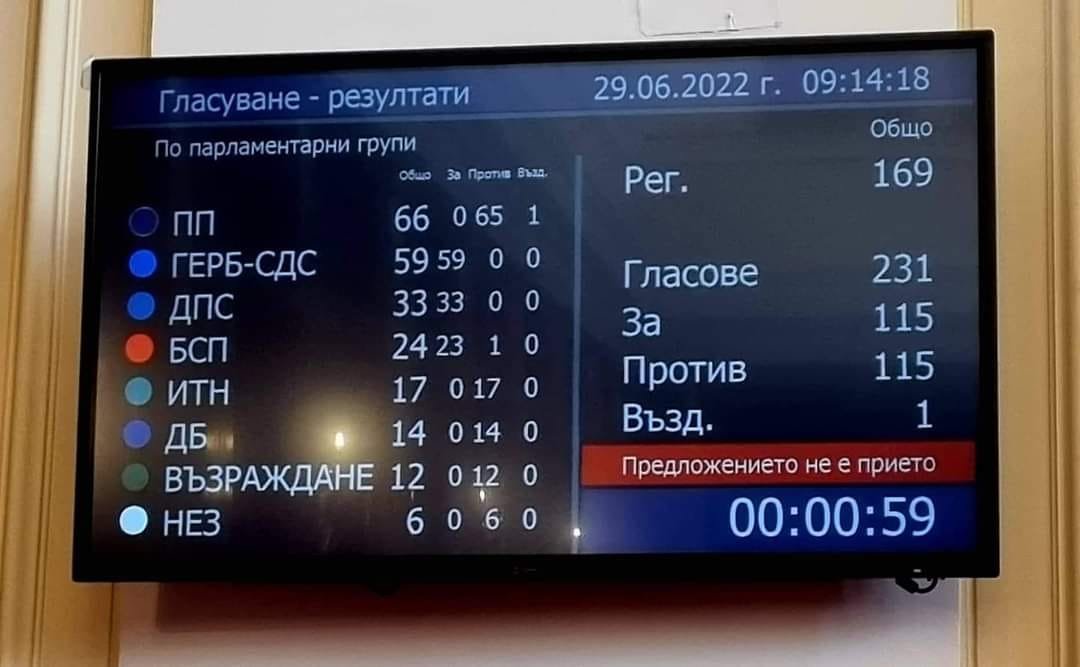 Гласуване - резултати
29.06.2022 г. 09:14:18
По парламентарни групи
Общо За Против Възд.
ПП 66 0 65 1
ГЕРБ-СДС 59 59 0 0
ДПС 33 33 0 0
БСП 24 23 1 0
ИТН 17 0 17 0
ДБ 14 0 14 0
ВЪЗРАЖДАНЕ 12 0 12 0
НЕЗ 6 0 6 0
Общо
Рег. 169
Гласове 231
За 115
Против 115
Възд. 1
Предложението не е прието
00:00:59